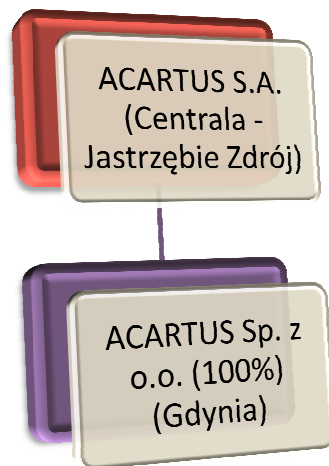 ACARTUS S.A.
(Centrala -
Jastrzębie Zdrój)
ACARTUS Sp. z
o.o. (100%)
(Gdynia)